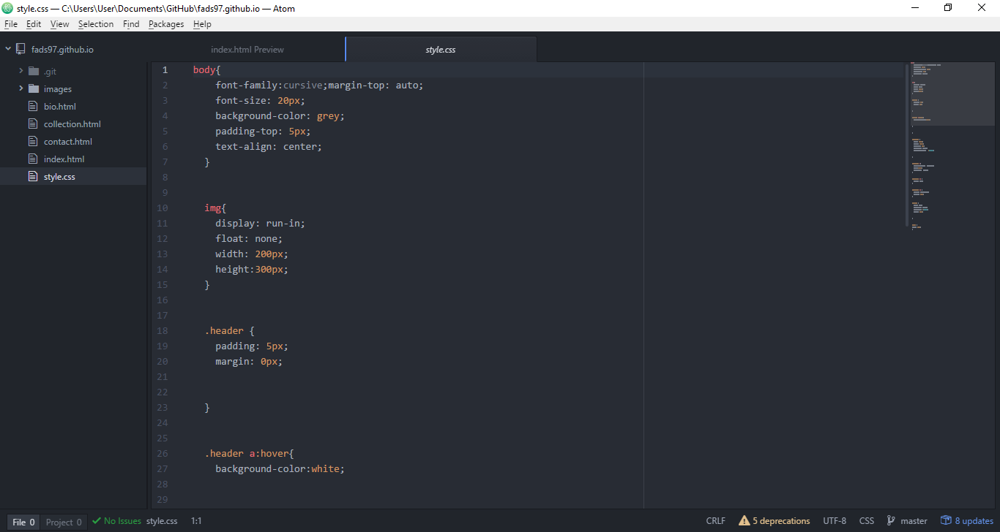 style.css — C:\Users\User\Documents\GitHub\fads97.github.io — Atom
File Edit View Selection Find Packages Help
fads97.github.io
index.html Preview
style.css
.git
images
bio.html
collection.html
contact.html
index.html
style.css
1 body{
2 font-family:cursive;margin-top: auto;
3 font-size: 20px;
4 background-color: grey;
5 padding-top: 5px;
6 text-align: center;
7 }
8
9
10 img{
11 display: run-in;
12 float: none;
13 width: 200px;
14 height:300px;
15 }
16
17
18 .header {
19 padding: 5px;
20 margin: 0px;
21
22
23 }
24
25
26 .header a:hover{
27 background-color:white;
28
29
File 0 Project 0 No Issues style.css 1:1 CRLF 5 deprecations UTF-8 CSS master 8 updates